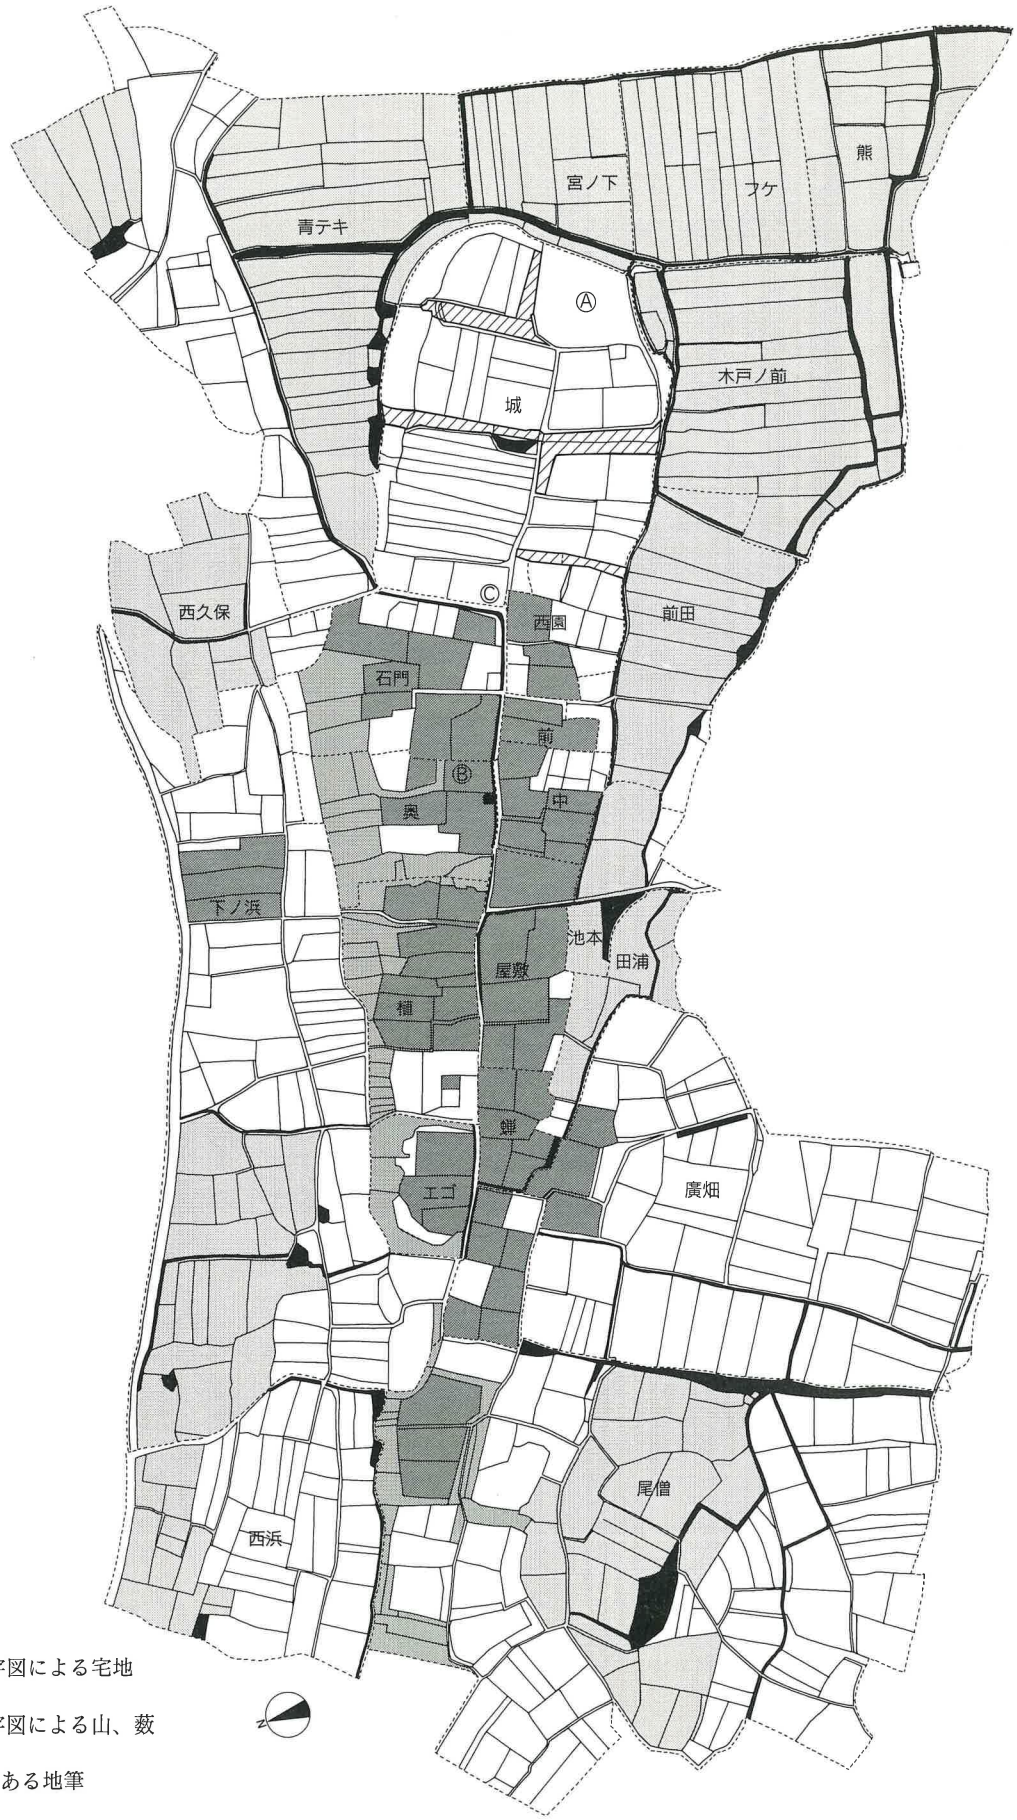 熊
宮ノ下
フケ
青テキ
Ⓐ
木戸ノ前
城
Ⓒ
西久保
西園
前田
石門
前
Ⓑ
中
奥
下ノ浜
池本
田浦
屋敷
蝉
エゴ
廣畑
尾僧
西浜
字図による宅地
字図による山、薮
ある地筆
N